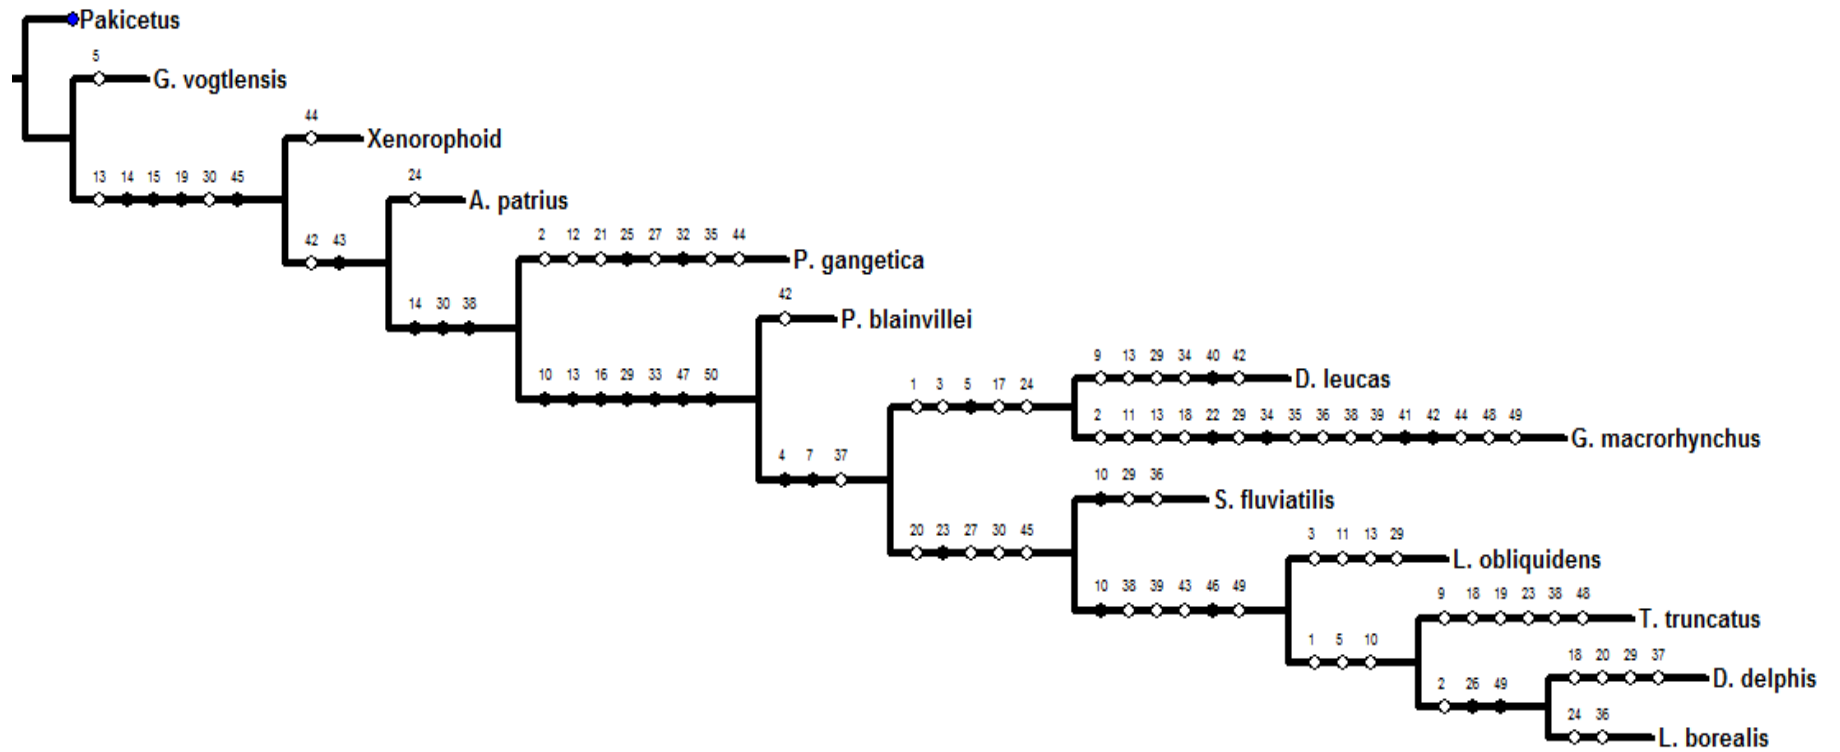 Pakicetus
5
G. vogtlensis
44
Xenorophoid
13 14 15 19 30 45
24
A. patrius
42 43
2 12 21 25 27 32 35 44
P. gangetica
14 30 38
42
P. blainvillei
10 13 16 29 33 47 50
9 13 29 34 40 42
D. leucas
1 3 5 17 24
2 11 13 18 22 29 34 35 36 38 39 41 42 44 48 49
G. macrorhynchus
4 7 37
10 29 36
S. fluviatilis
20 23 27 30 45
3 11 13 29
L. obliquidens
10 38 39 43 46 49
9 18 19 23 38 48
T. truncatus
1 5 10
18 20 29 37
D. delphis
2 26 49
24 36
L. borealis